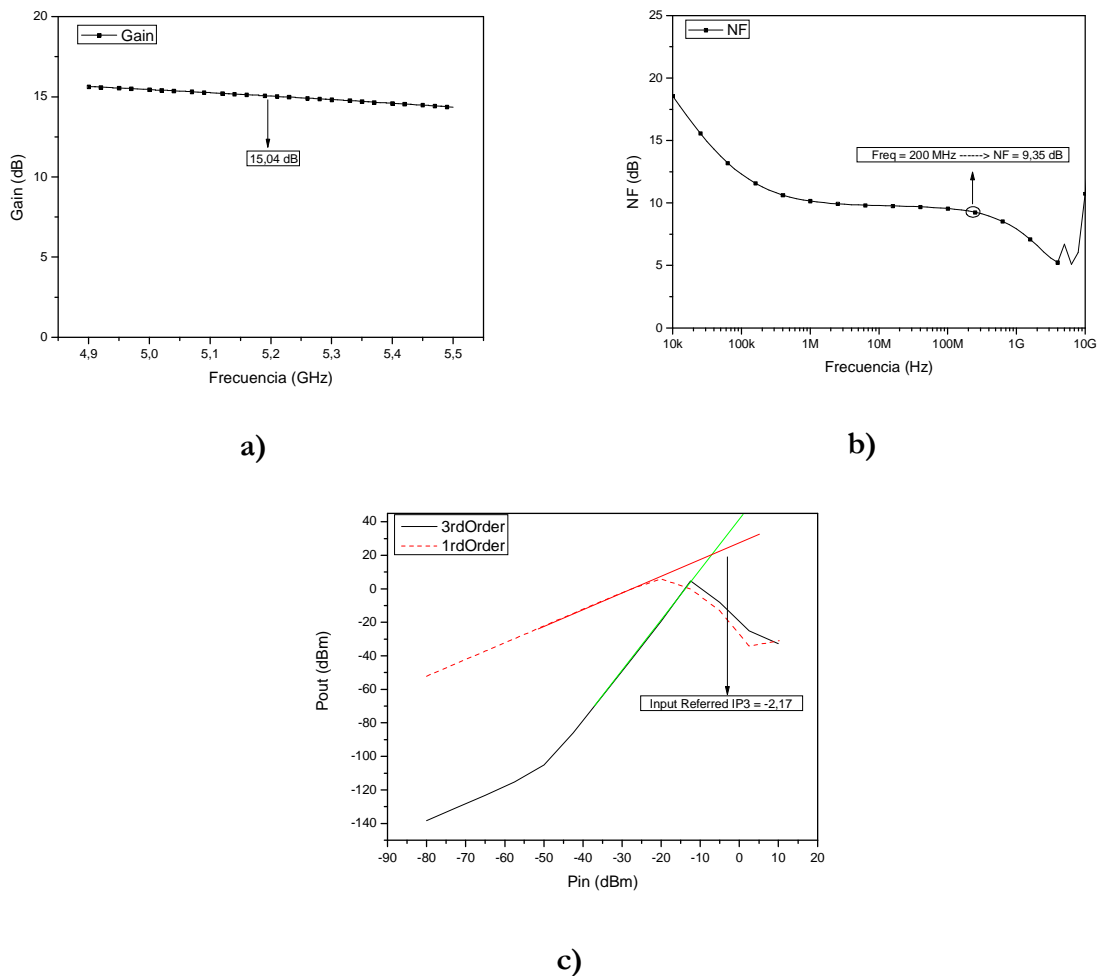 20
15
10
5
0
Gain (dB)
Gain
15,04 dB
4,9 5,0 5,1 5,2 5,3 5,4 5,5
Frecuencia (GHz)
a)
25
20
15
10
5
0
NF (dB)
NF
Freq = 200 MHz ------> NF = 9,35 dB
10k 100k 1M 10M 100M 1G 10G
Frecuencia (Hz)
b)
40
20
0
-20
-40
-60
-80
-100
-120
-140
Pout (dBm)
3rdOrder
1rdOrder
Input Referred IP3 = -2,17
-90 -80 -70 -60 -50 -40 -30 -20 -10 0 10 20
Pin (dBm)
c)